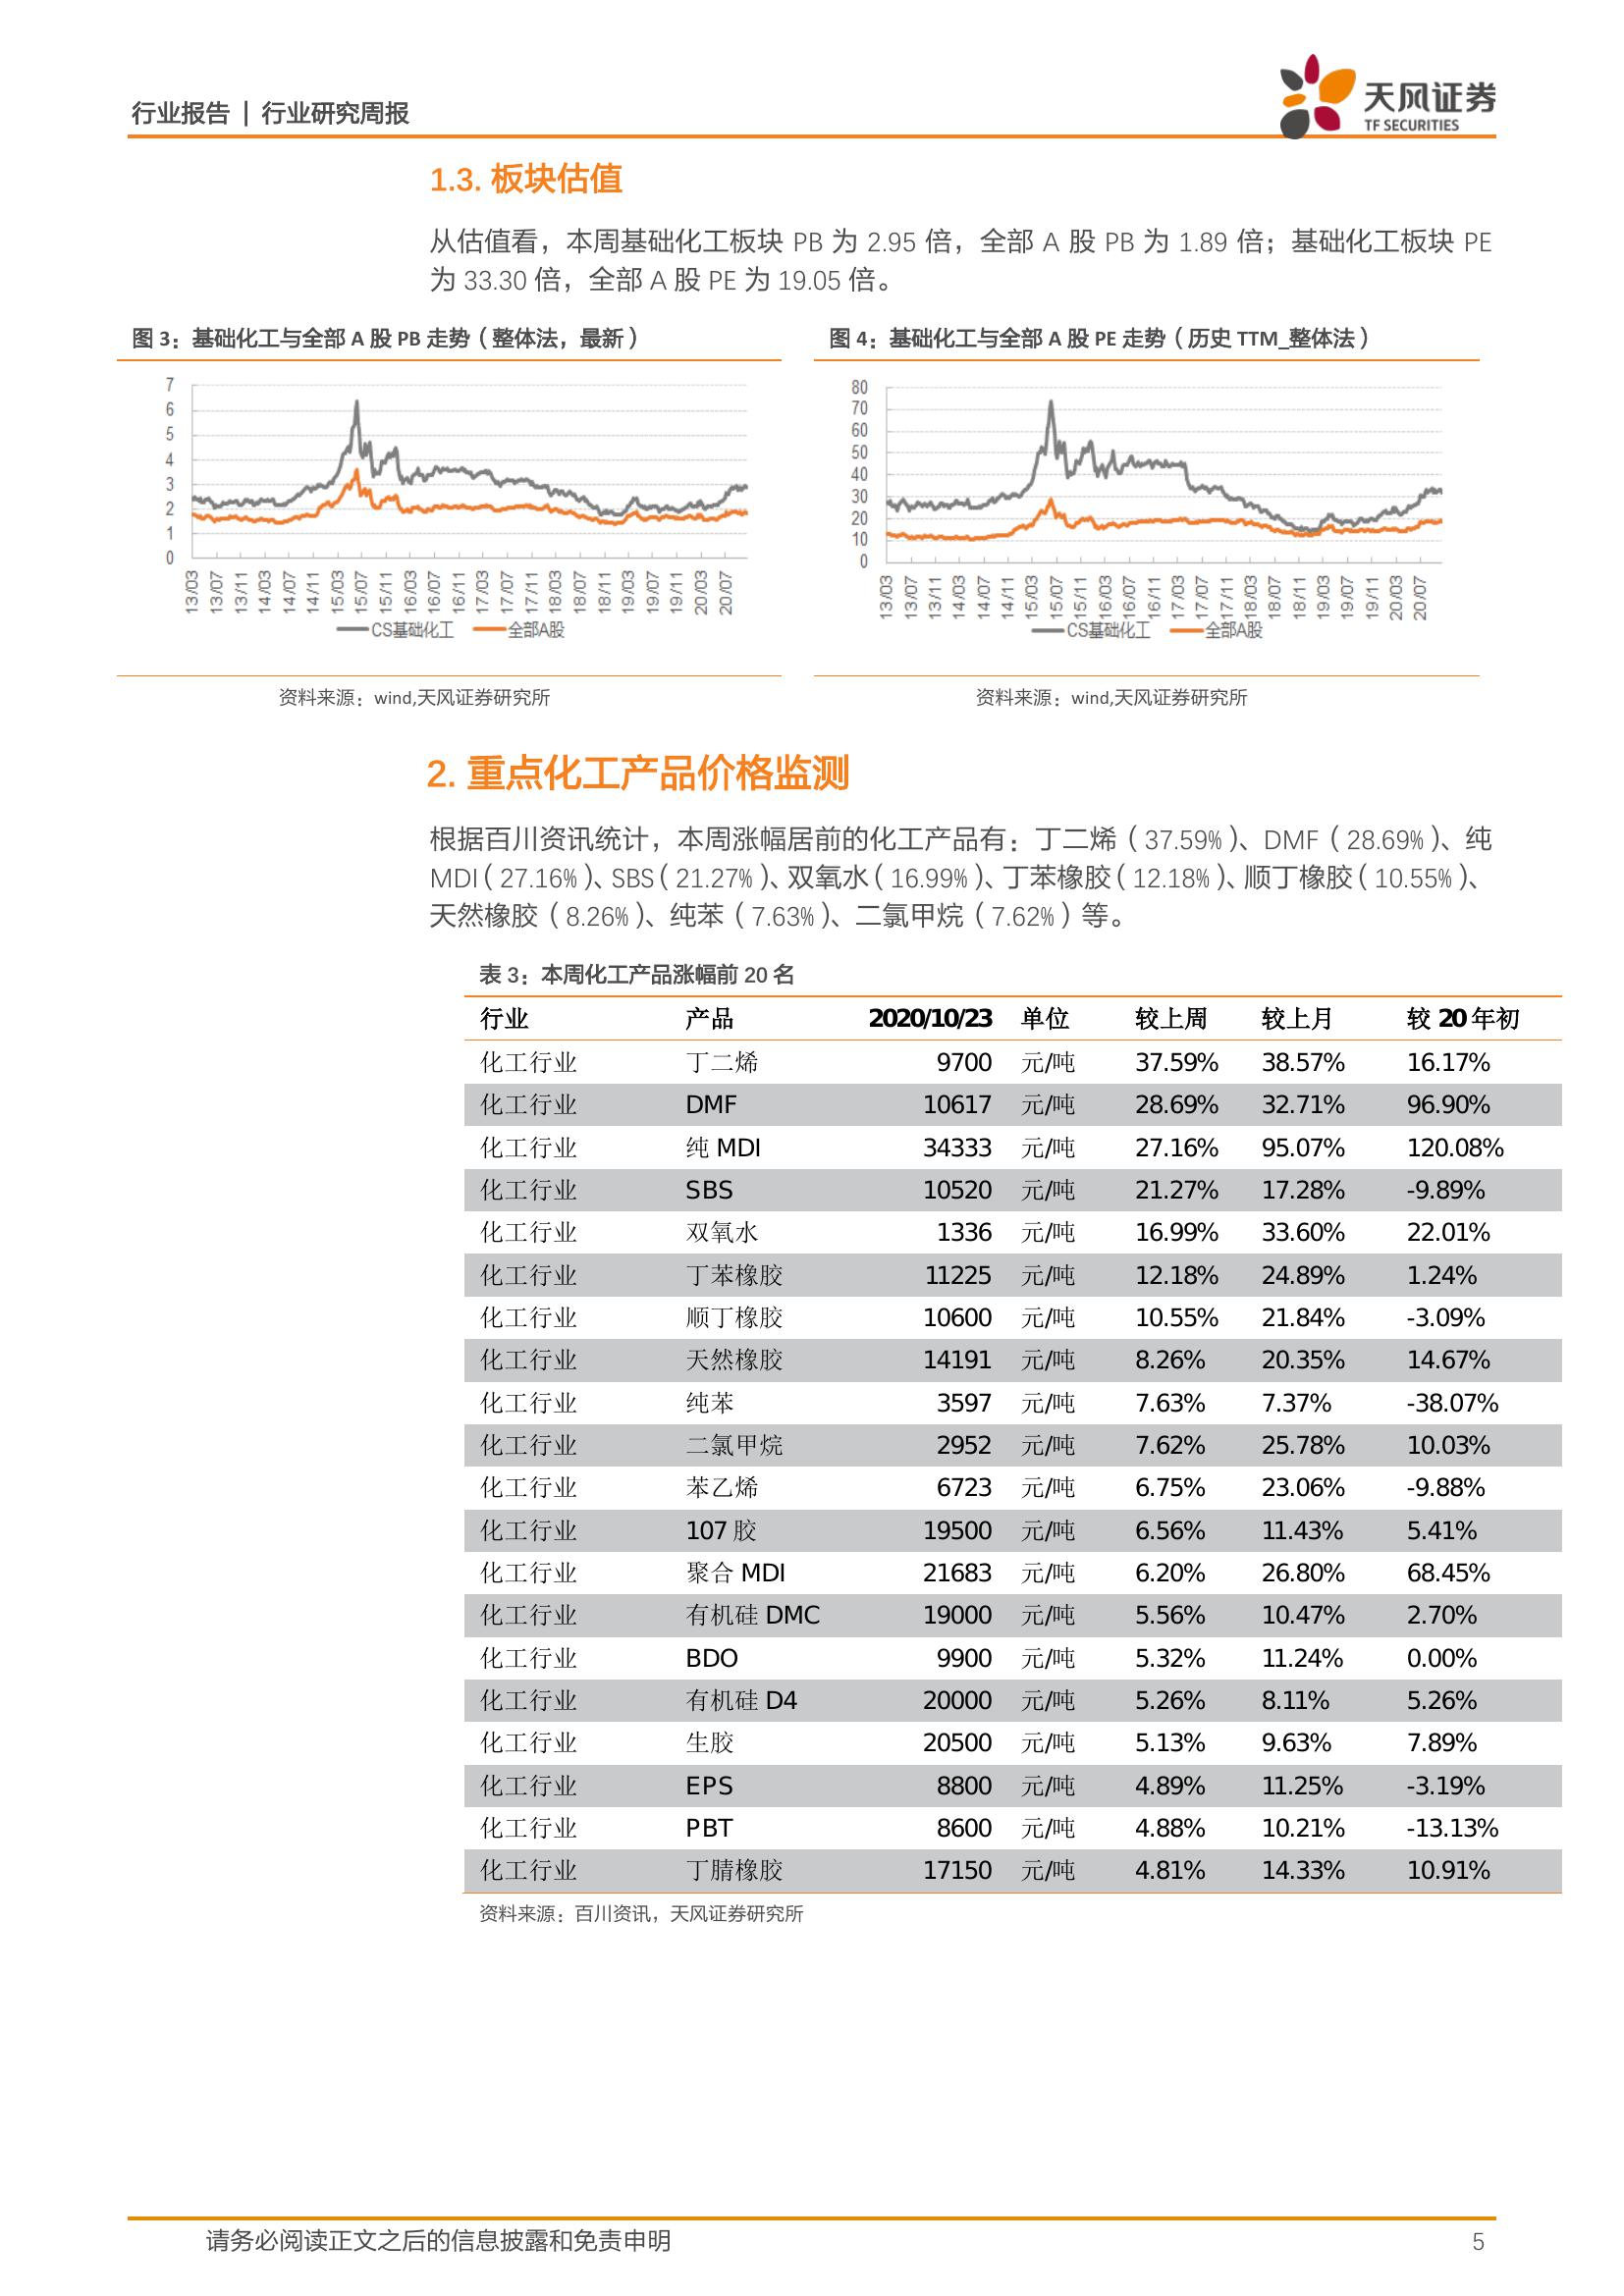 行业报告 | 行业研究周报
天风证券
TF SECURITIES
1.3. 板块估值
从估值看，本周基础化工板块 PB 为 2.95 倍，全部 A 股 PB 为 1.89 倍；基础化工板块 PE
为 33.30 倍，全部 A 股 PE 为 19.05 倍。
图 3：基础化工与全部 A 股 PB 走势（整体法，最新）
7
6
5
4
3
2
1
0
13/03 13/07 13/11 14/03 14/07 14/11 15/03 15/07 15/11 16/03 16/07 16/11 17/03 17/07 17/11 18/03 18/07 18/11 19/03 19/07 19/11 20/03 20/07
CS基础化工 全部A股
资料来源：wind,天风证券研究所
图 4：基础化工与全部 A 股 PE 走势（历史 TTM_整体法）
80
70
60
50
40
30
20
10
0
13/03 13/07 13/11 14/03 14/07 14/11 15/03 15/07 15/11 16/03 16/07 16/11 17/03 17/07 17/11 18/03 18/07 18/11 19/03 19/07 19/11 20/03 20/07
CS基础化工 全部A股
资料来源：wind,天风证券研究所
2. 重点化工产品价格监测
根据百川资讯统计，本周涨幅居前的化工产品有：丁二烯（37.59%）、DMF（28.69%）、纯
MDI（27.16%）、SBS（21.27%）、双氧水（16.99%）、丁苯橡胶（12.18%）、顺丁橡胶（10.55%）、
天然橡胶（8.26%）、纯苯（7.63%）、二氯甲烷（7.62%）等。
表 3：本周化工产品涨幅前 20 名
行业 产品 2020/10/23 单位 较上周 较上月 较 20 年初
化工行业 丁二烯 9700 元/吨 37.59% 38.57% 16.17%
化工行业 DMF 10617 元/吨 28.69% 32.71% 96.90%
化工行业 纯 MDI 34333 元/吨 27.16% 95.07% 120.08%
化工行业 SBS 10520 元/吨 21.27% 17.28% -9.89%
化工行业 双氧水 1336 元/吨 16.99% 33.60% 22.01%
化工行业 丁苯橡胶 11225 元/吨 12.18% 24.89% 1.24%
化工行业 顺丁橡胶 10600 元/吨 10.55% 21.84% -3.09%
化工行业 天然橡胶 14191 元/吨 8.26% 20.35% 14.67%
化工行业 纯苯 3597 元/吨 7.63% 7.37% -38.07%
化工行业 二氯甲烷 2952 元/吨 7.62% 25.78% 10.03%
化工行业 苯乙烯 6723 元/吨 6.75% 23.06% -9.88%
化工行业 107 胶 19500 元/吨 6.56% 11.43% 5.41%
化工行业 聚合 MDI 21683 元/吨 6.20% 26.80% 68.45%
化工行业 有机硅 DMC 19000 元/吨 5.56% 10.47% 2.70%
化工行业 BDO 9900 元/吨 5.32% 11.24% 0.00%
化工行业 有机硅 D4 20000 元/吨 5.26% 8.11% 5.26%
化工行业 生胶 20500 元/吨 5.13% 9.63% 7.89%
化工行业 EPS 8800 元/吨 4.89% 11.25% -3.19%
化工行业 PBT 8600 元/吨 4.88% 10.21% -13.13%
化工行业 丁腈橡胶 17150 元/吨 4.81% 14.33% 10.91%
资料来源：百川资讯，天风证券研究所
请务必阅读正文之后的信息披露和免责申明 5